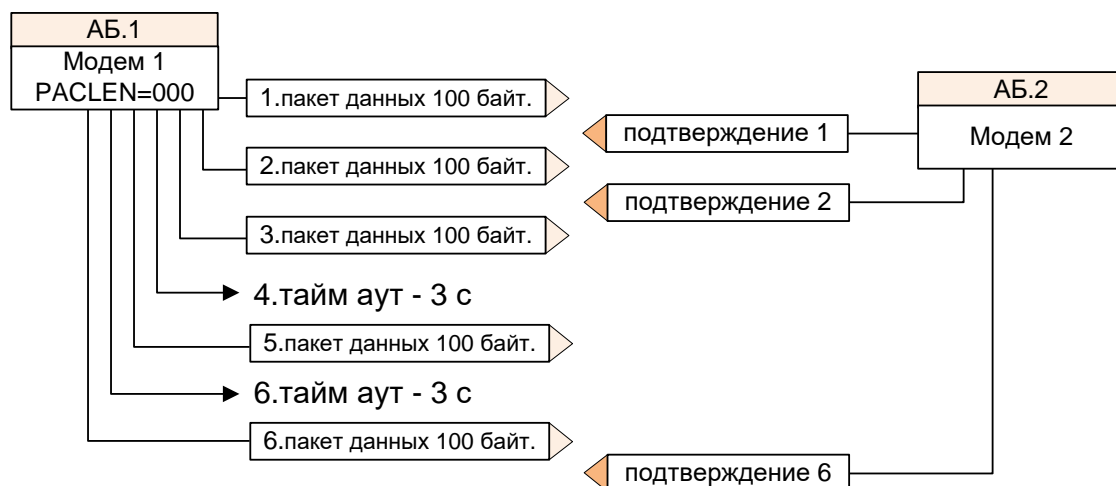 АБ.1
Модем 1
PACLEN=000
1.пакет данных 100 байт.
АБ.2
Модем 2
подтверждение 1
2.пакет данных 100 байт.
подтверждение 2
3.пакет данных 100 байт.
4.тайм аут - 3 с
5.пакет данных 100 байт.
6.тайм аут - 3 с
6.пакет данных 100 байт.
подтверждение 6